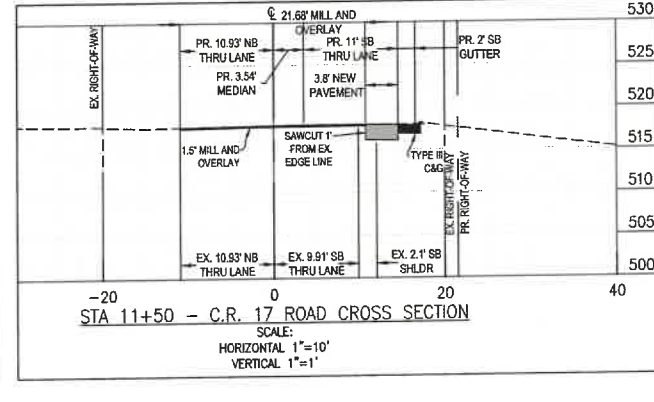 ℄ 21.68' MILL AND
OVERLAY
530
EX. RIGHT-OF-WAY
PR. 10.93' NB
THRU LANE
PR. 11' SB
THRU LANE
PR. 2' SB
GUTTER
525
PR. 3.54'
MEDIAN
3.8' NEW
PAVEMENT
520
1.5" MILL AND
OVERLAY
SAWCUT 1'
FROM EX.
EDGE LINE
TYPE III
C&G
515
EX. RIGHT-OF-WAY
PR. RIGHT-OF-WAY
510
505
EX. 10.93' NB
THRU LANE
EX. 9.91' SB
THRU LANE
EX. 2.1' SB
SHLDR
500
-20 0 20 40
STA 11+50 - C.R. 17 ROAD CROSS SECTION
SCALE:
HORIZONTAL 1"=10'
VERTICAL 1"=1'